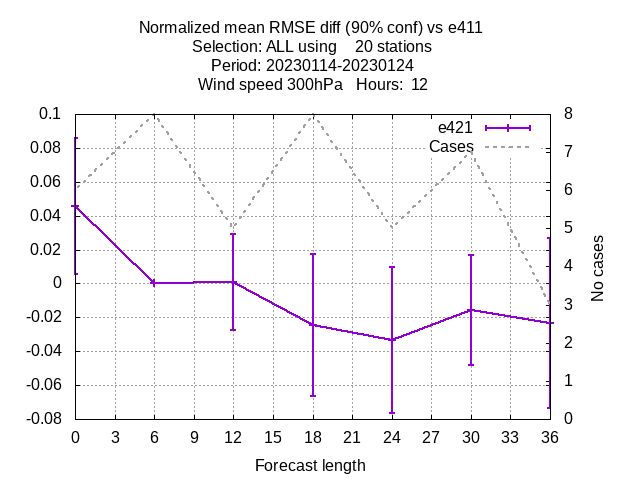 Normalized mean RMSE diff (90% conf) vs e411
Selection: ALL using    20 stations
Period: 20230114-20230124
Wind speed 300hPa   Hours:  12
e421
Cases
0.1
0.08
0.06
0.04
0.02
0
-0.02
-0.04
-0.06
-0.08
8
7
6
5
4
3
2
1
0
No cases
0 3 6 9 12 15 18 21 24 27 30 33 36
Forecast length